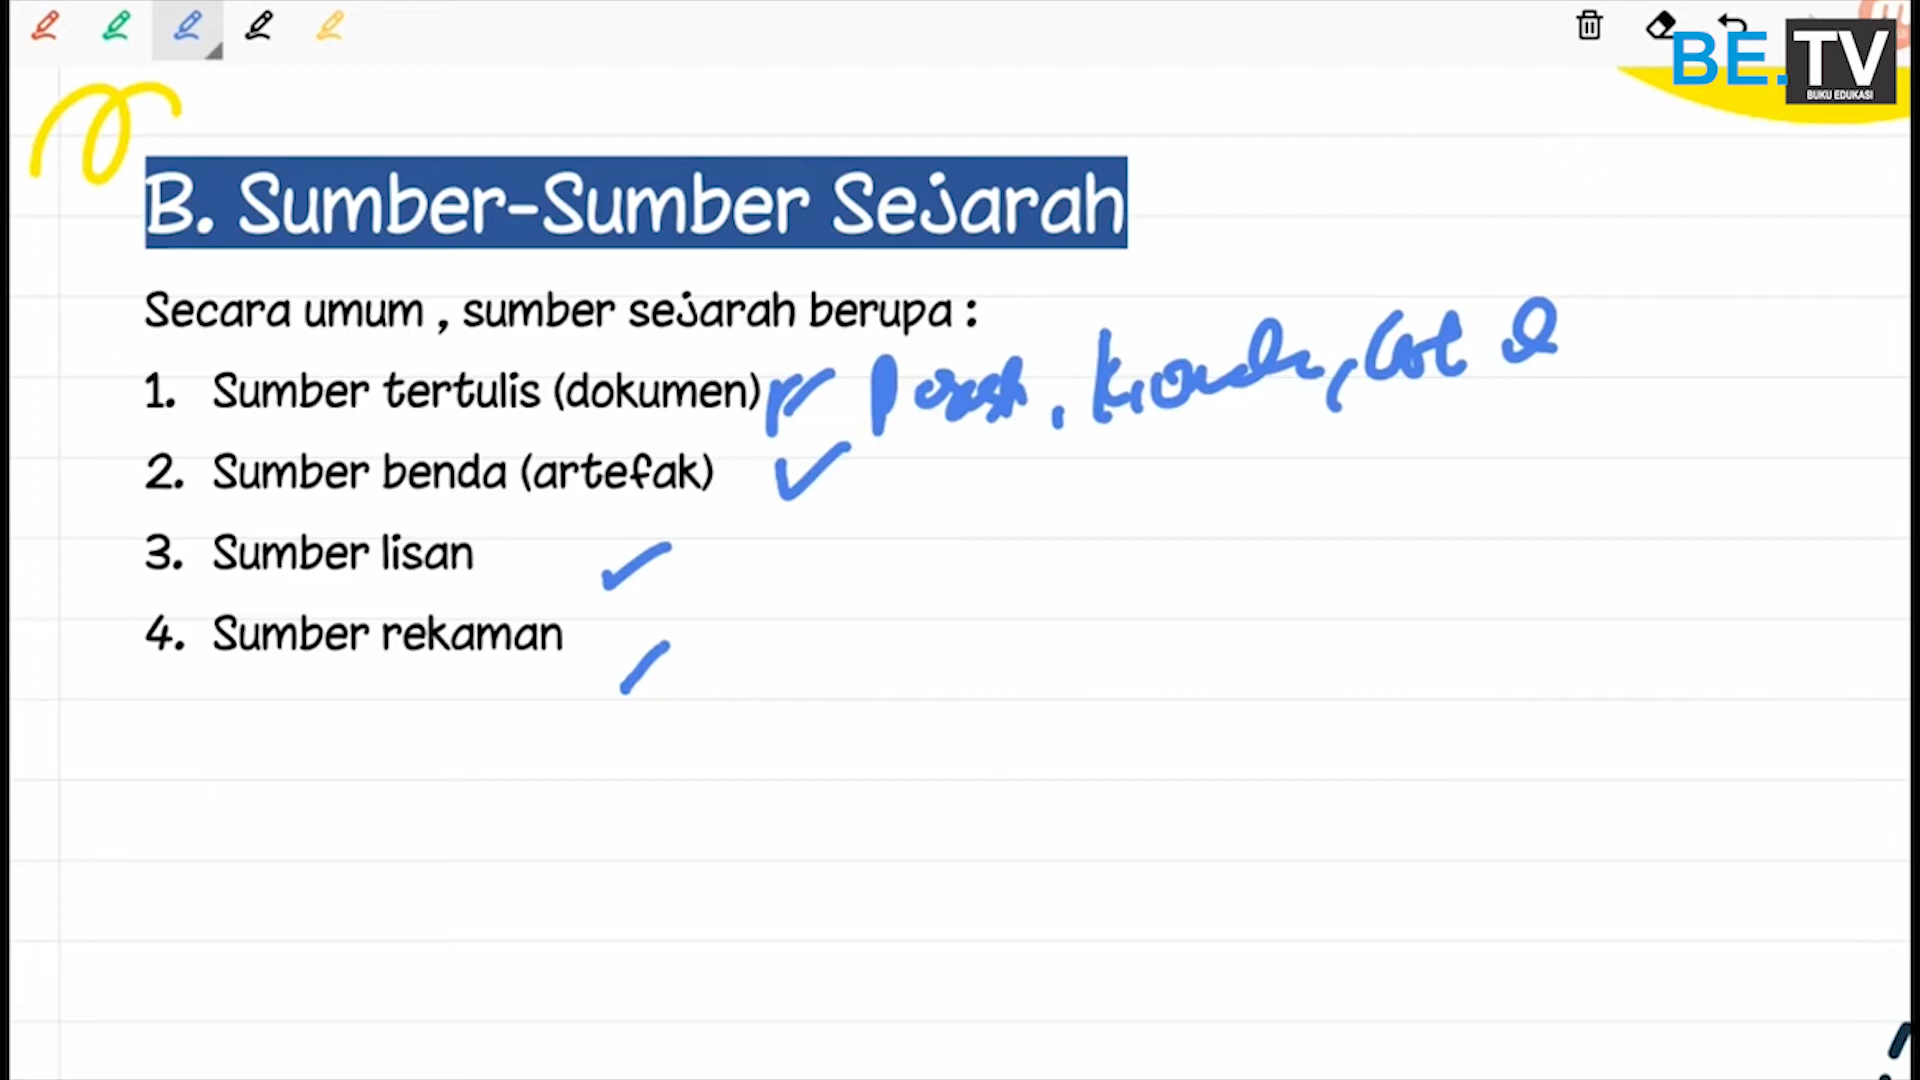 BE.TV
BUKU EDUKASI
B. Sumber-Sumber Sejarah
Secara umum , sumber sejarah berupa :
1. Sumber tertulis (dokumen)
2. Sumber benda (artefak)
3. Sumber lisan
4. Sumber rekaman